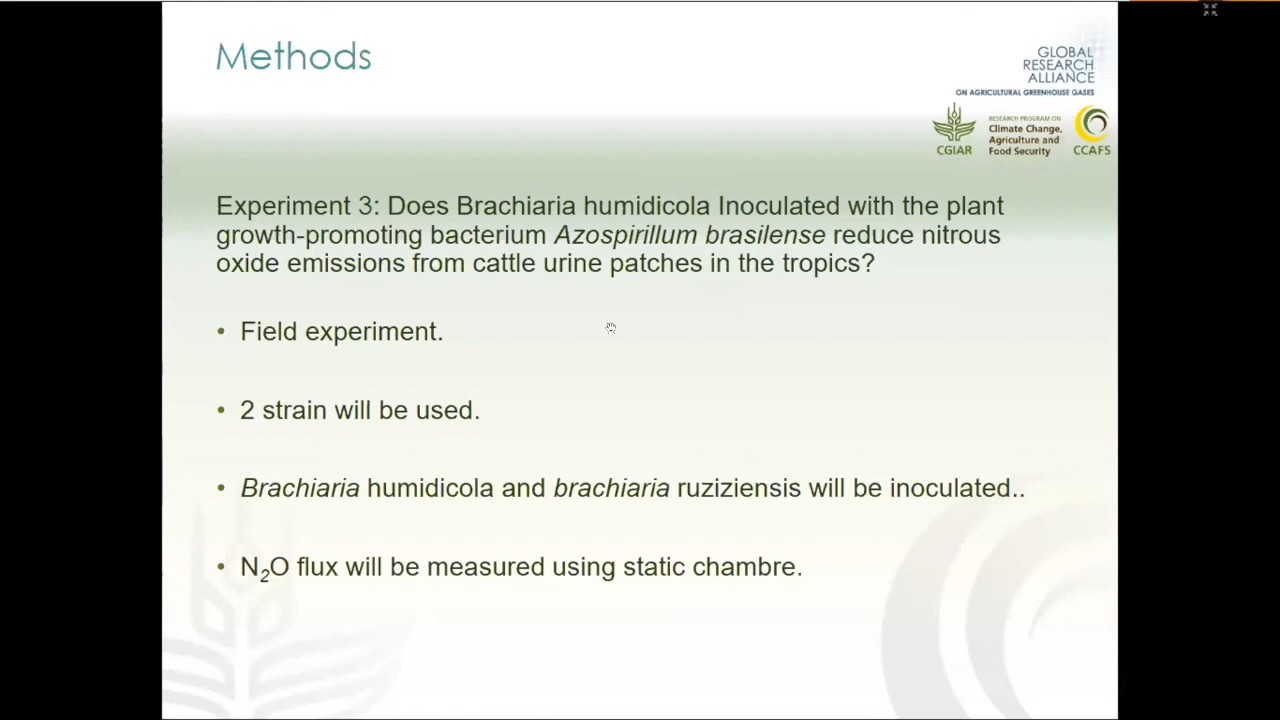 Methods
GLOBAL
RESEARCH
ALLIANCE
ON AGRICULTURAL GREENHOUSE GASES
CGIAR
RESEARCH PROGRAM ON
Climate Change,
Agriculture and
Food Security
CCAFS
Experiment 3: Does Brachiaria humidicola Inoculated with the plant
growth-promoting bacterium Azospirillum brasilense reduce nitrous
oxide emissions from cattle urine patches in the tropics?
• Field experiment.
• 2 strain will be used.
• Brachiaria humidicola and brachiaria ruziziensis will be inoculated..
• N₂O flux will be measured using static chambre.